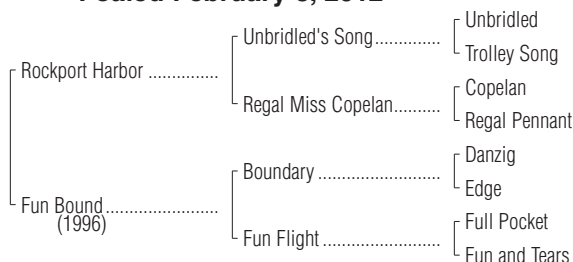 Unbridled
Unbridled's Song..............
Trolley Song
Rockport Harbor ...............
Copelan
Regal Miss Copelan..........
Regal Pennant
Danzig
Boundary ..........................
Edge
Fun Bound........................
(1996)
Full Pocket
Fun Flight.........................
Fun and Tears